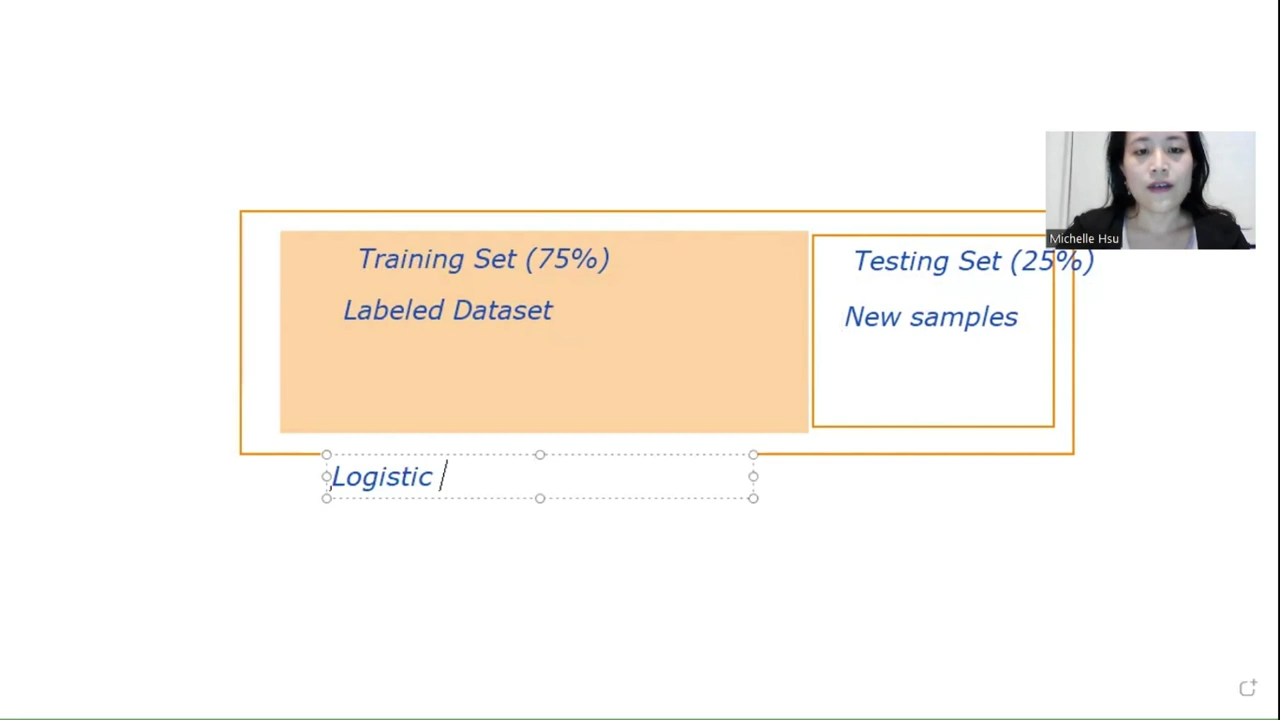 Training Set (75%)
Labeled Dataset
Testing Set (25%)
New samples
Logistic
Michelle Hsu